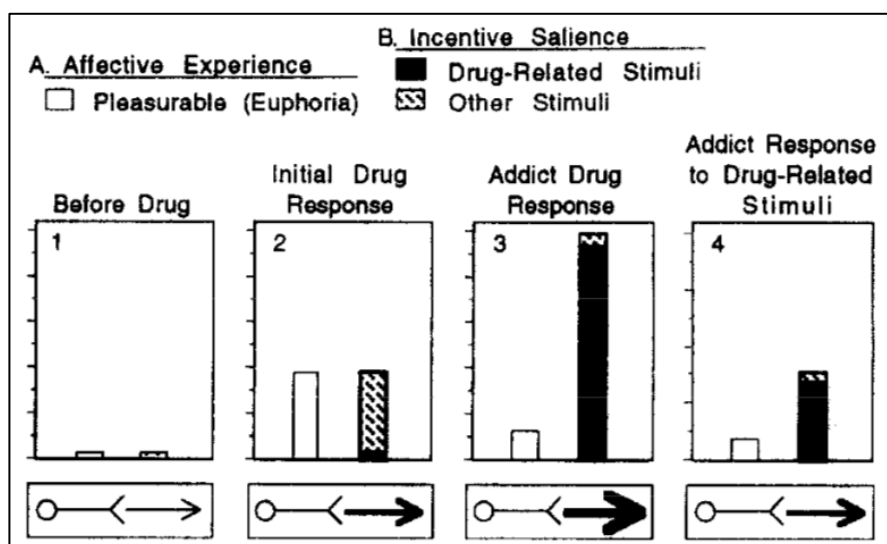 A. Affective Experience
Pleasurable (Euphoria)
B. Incentive Salience
Drug-Related Stimuli
Other Stimuli
Before Drug
1
Initial Drug
Response
2
Addict Drug
Response
3
Addict Response
to Drug-Related
Stimuli
4